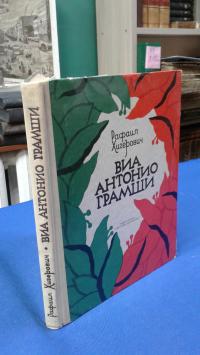 Рафаил
Хигерович
ВИА
АНТОНИО
ГРАМШИ
Рафаил Хигерович • ВИА АНТОНИО ГРАМШИ